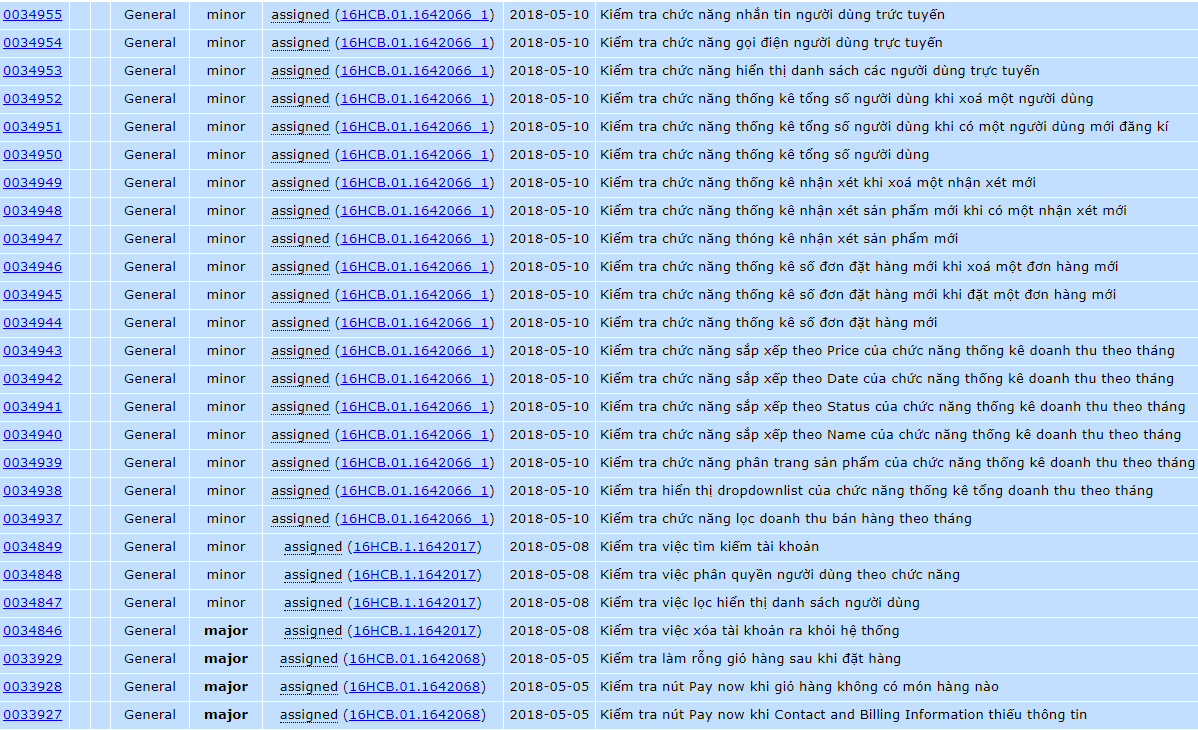 0034955 General minor assigned (16HCB.01.1642066_1) 2018-05-10 Kiểm tra chức năng nhắn tin người dùng trức tuyến
0034954 General minor assigned (16HCB.01.1642066_1) 2018-05-10 Kiểm tra chức năng gọi điện người dùng trực tuyến
0034953 General minor assigned (16HCB.01.1642066_1) 2018-05-10 Kiểm tra chức năng hiển thị danh sách các người dùng trực tuyến
0034952 General minor assigned (16HCB.01.1642066_1) 2018-05-10 Kiểm tra chức năng thống kê tổng số người dùng khi xoá một người dùng
0034951 General minor assigned (16HCB.01.1642066_1) 2018-05-10 Kiểm tra chức năng thống kê tổng số người dùng khi có một người dùng mới đăng kí
0034950 General minor assigned (16HCB.01.1642066_1) 2018-05-10 Kiểm tra chức năng thống kê tổng số người dùng
0034949 General minor assigned (16HCB.01.1642066_1) 2018-05-10 Kiểm tra chức năng thống kê nhận xét khi xoá một nhận xét mới
0034948 General minor assigned (16HCB.01.1642066_1) 2018-05-10 Kiểm tra chức năng thống kê nhận xét sản phẩm mới khi có một nhận xét mới
0034947 General minor assigned (16HCB.01.1642066_1) 2018-05-10 Kiểm tra chức năng thóng kê nhận xét sản phẩm mới
0034946 General minor assigned (16HCB.01.1642066_1) 2018-05-10 Kiểm tra chức năng thống kê số đơn đặt hàng mới khi xoá một đơn hàng mới
0034945 General minor assigned (16HCB.01.1642066_1) 2018-05-10 Kiểm tra chức năng thống kê số đơn đặt hàng mới khi đặt một đơn hàng mới
0034944 General minor assigned (16HCB.01.1642066_1) 2018-05-10 Kiểm tra chức năng thống kê số đơn đặt hàng mới
0034943 General minor assigned (16HCB.01.1642066_1) 2018-05-10 Kiểm tra chức năng sắp xếp theo Price của chức năng thống kê doanh thu theo tháng
0034942 General minor assigned (16HCB.01.1642066_1) 2018-05-10 Kiểm tra chức năng sắp xếp theo Date của chức năng thống kê doanh thu theo tháng
0034941 General minor assigned (16HCB.01.1642066_1) 2018-05-10 Kiểm tra chức năng sắp xếp theo Status của chức năng thống kê doanh thu theo tháng
0034940 General minor assigned (16HCB.01.1642066_1) 2018-05-10 Kiểm tra chức năng sắp xếp theo Name của chức năng thống kê doanh thu theo tháng
0034939 General minor assigned (16HCB.01.1642066_1) 2018-05-10 Kiểm tra chức năng phân trang sản phẩm của chức năng thống kê doanh thu theo tháng
0034938 General minor assigned (16HCB.01.1642066_1) 2018-05-10 Kiểm tra hiển thị dropdownlist của chức năng thống kê tổng doanh thu theo tháng
0034937 General minor assigned (16HCB.01.1642066_1) 2018-05-10 Kiểm tra chức năng lọc doanh thu bán hàng theo tháng
0034849 General minor assigned (16HCB.1.1642017) 2018-05-08 Kiểm tra việc tìm kiếm tài khoản
0034848 General minor assigned (16HCB.1.1642017) 2018-05-08 Kiểm tra việc phân quyền người dùng theo chức năng
0034847 General minor assigned (16HCB.1.1642017) 2018-05-08 Kiểm tra việc lọc hiển thị danh sách người dùng
0034846 General major assigned (16HCB.1.1642017) 2018-05-08 Kiểm tra việc xóa tài khoản ra khỏi hệ thống
0033929 General major assigned (16HCB.01.1642068) 2018-05-05 Kiểm tra làm rỗng giỏ hàng sau khi đặt hàng
0033928 General major assigned (16HCB.01.1642068) 2018-05-05 Kiểm tra nút Pay now khi giỏ hàng không có món hàng nào
0033927 General major assigned (16HCB.01.1642068) 2018-05-05 Kiểm tra nút Pay now khi Contact and Billing Information thiếu thông tin